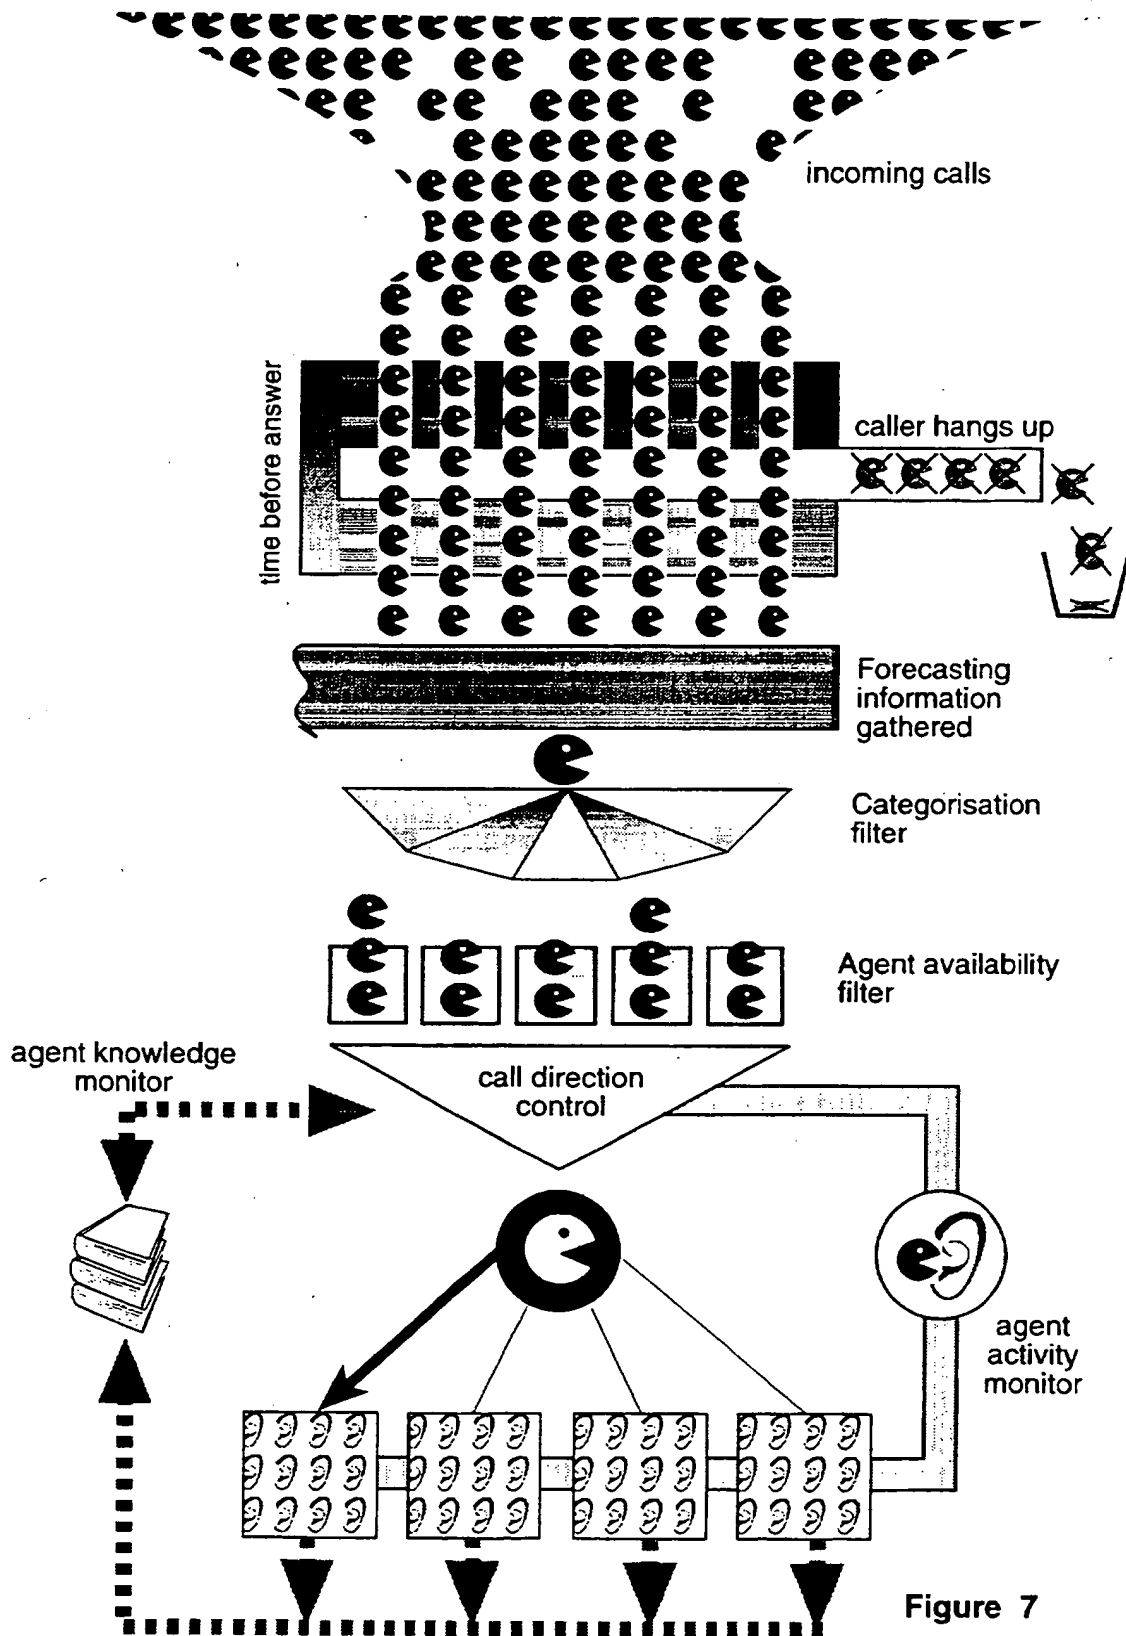 incoming calls
time before answer
caller hangs up
Forecasting
information
gathered
Categorisation
filter
Agent availability
filter
agent knowledge
monitor
call direction
control
agent
activity
monitor
Figure 7